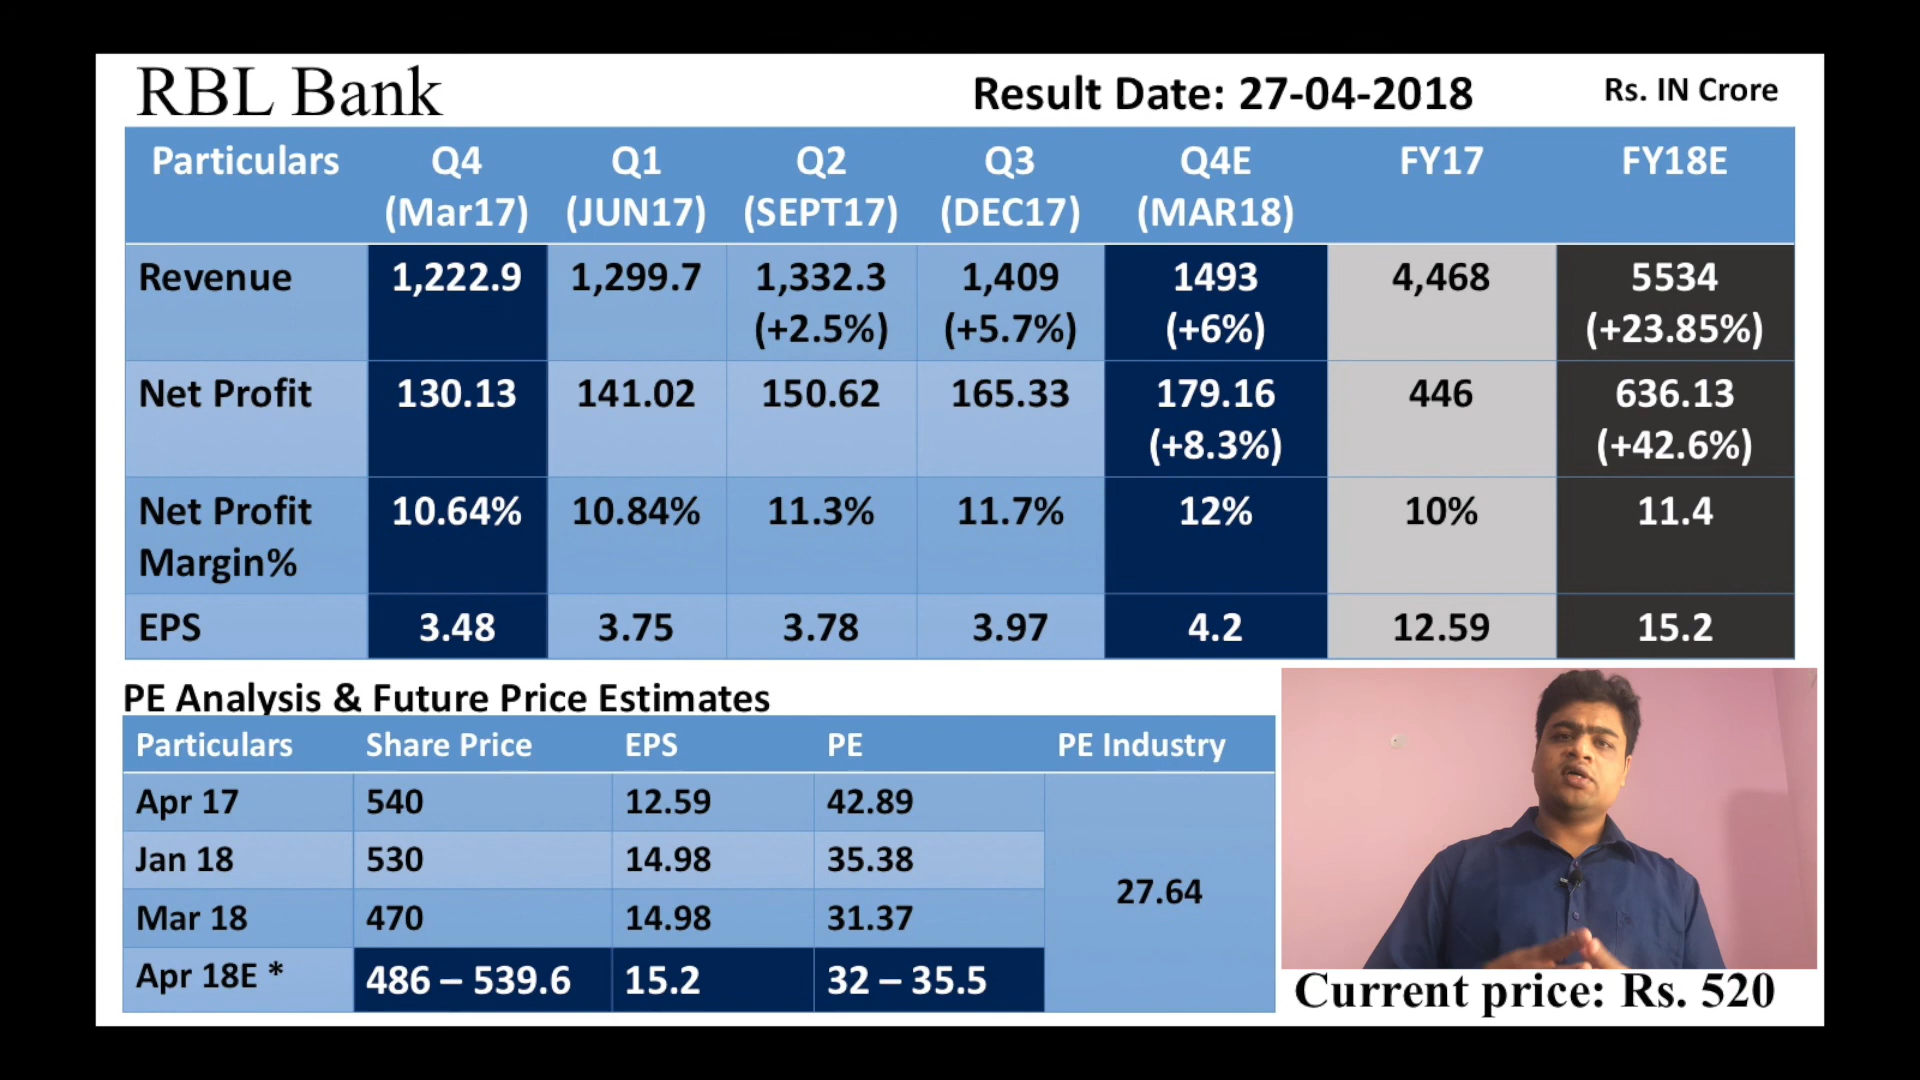 RBL Bank
Result Date: 27-04-2018
Rs. IN Crore
Particulars Q4 Q1 Q2 Q3 Q4E FY17 FY18E
(Mar17) (JUN17) (SEPT17) (DEC17) (MAR18)
Revenue 1,222.9 1,299.7 1,332.3 1,409 1493 4,468 5534
(+2.5%) (+5.7%) (+6%) (+23.85%)
Net Profit 130.13 141.02 150.62 165.33 179.16 446 636.13
(+8.3%) (+42.6%)
Net Profit 10.64% 10.84% 11.3% 11.7% 12% 10% 11.4
Margin%
EPS 3.48 3.75 3.78 3.97 4.2 12.59 15.2
PE Analysis & Future Price Estimates
Particulars Share Price EPS PE PE Industry
Apr 17 540 12.59 42.89
Jan 18 530 14.98 35.38
27.64
Mar 18 470 14.98 31.37
Apr 18E * 486 – 539.6 15.2 32 – 35.5
Current price: Rs. 520